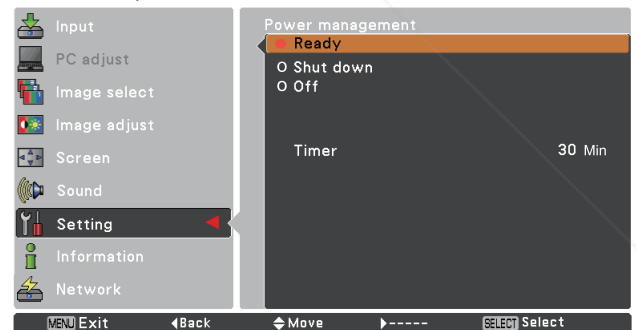 Input
PC adjust
Image select
Image adjust
Screen
Sound
Setting
Information
Network
Power management
Ready
Shut down
Off
Timer 30 Min
MENU Exit Back Move ----- SELECT Select